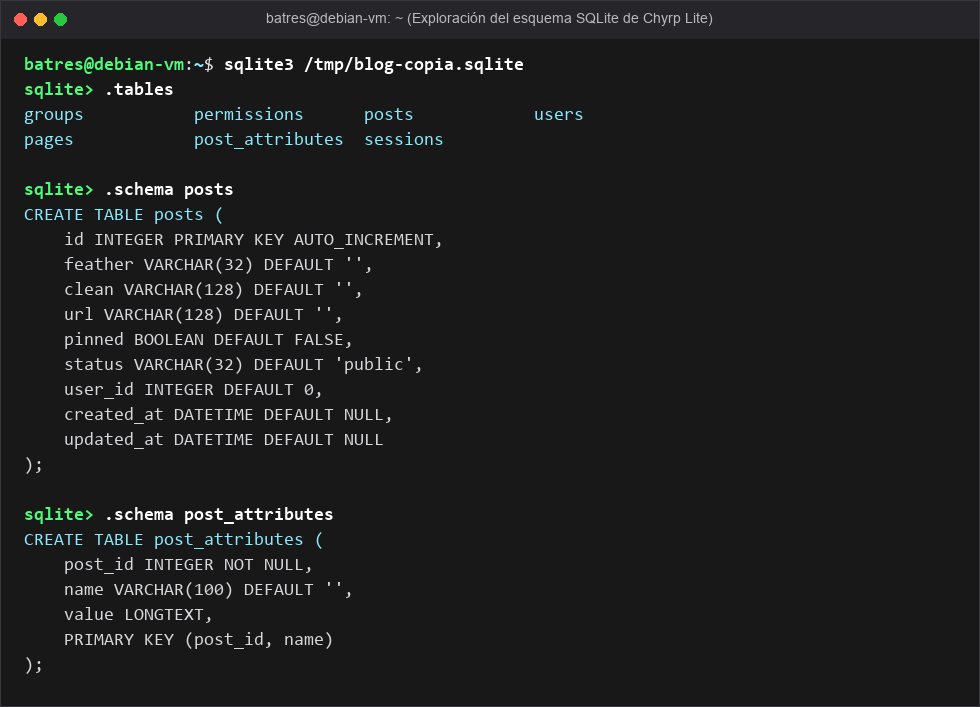 batres@debian-vm: ~ (Exploración del esquema SQLite de Chyrp Lite)
batres@debian-vm:~$ sqlite3 /tmp/blog-copia.sqlite
sqlite> .tables
groups           permissions      posts            users
pages            post_attributes  sessions
sqlite> .schema posts
CREATE TABLE posts (
    id INTEGER PRIMARY KEY AUTO_INCREMENT,
    feather VARCHAR(32) DEFAULT '',
    clean VARCHAR(128) DEFAULT '',
    url VARCHAR(128) DEFAULT '',
    pinned BOOLEAN DEFAULT FALSE,
    status VARCHAR(32) DEFAULT 'public',
    user_id INTEGER DEFAULT 0,
    created_at DATETIME DEFAULT NULL,
    updated_at DATETIME DEFAULT NULL
);
sqlite> .schema post_attributes
CREATE TABLE post_attributes (
    post_id INTEGER NOT NULL,
    name VARCHAR(100) DEFAULT '',
    value LONGTEXT,
    PRIMARY KEY (post_id, name)
);